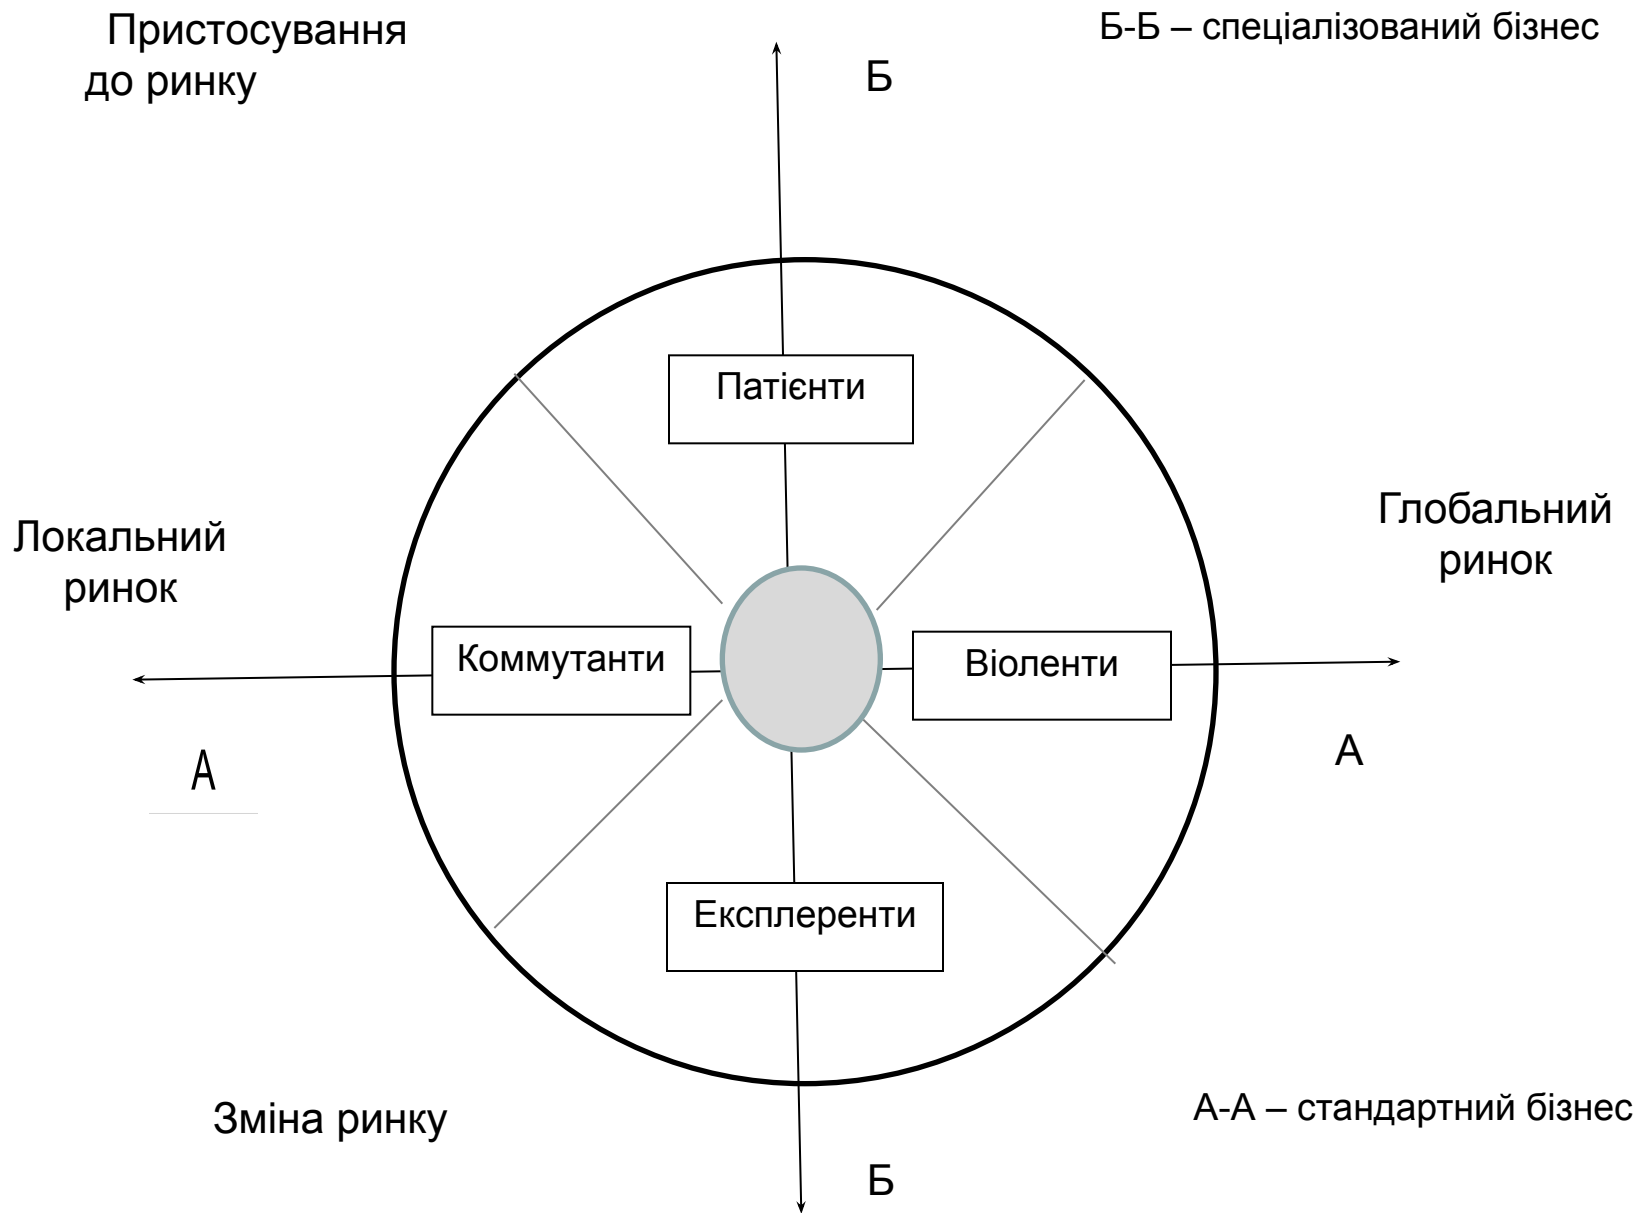 Пристосування
до ринку
Б-Б – спеціалізований бізнес
Б
Патієнти
Локальний
ринок
Глобальний
ринок
Коммутанти
Віоленти
А
А
Експлеренти
Зміна ринку
А-А – стандартний бізнес
Б